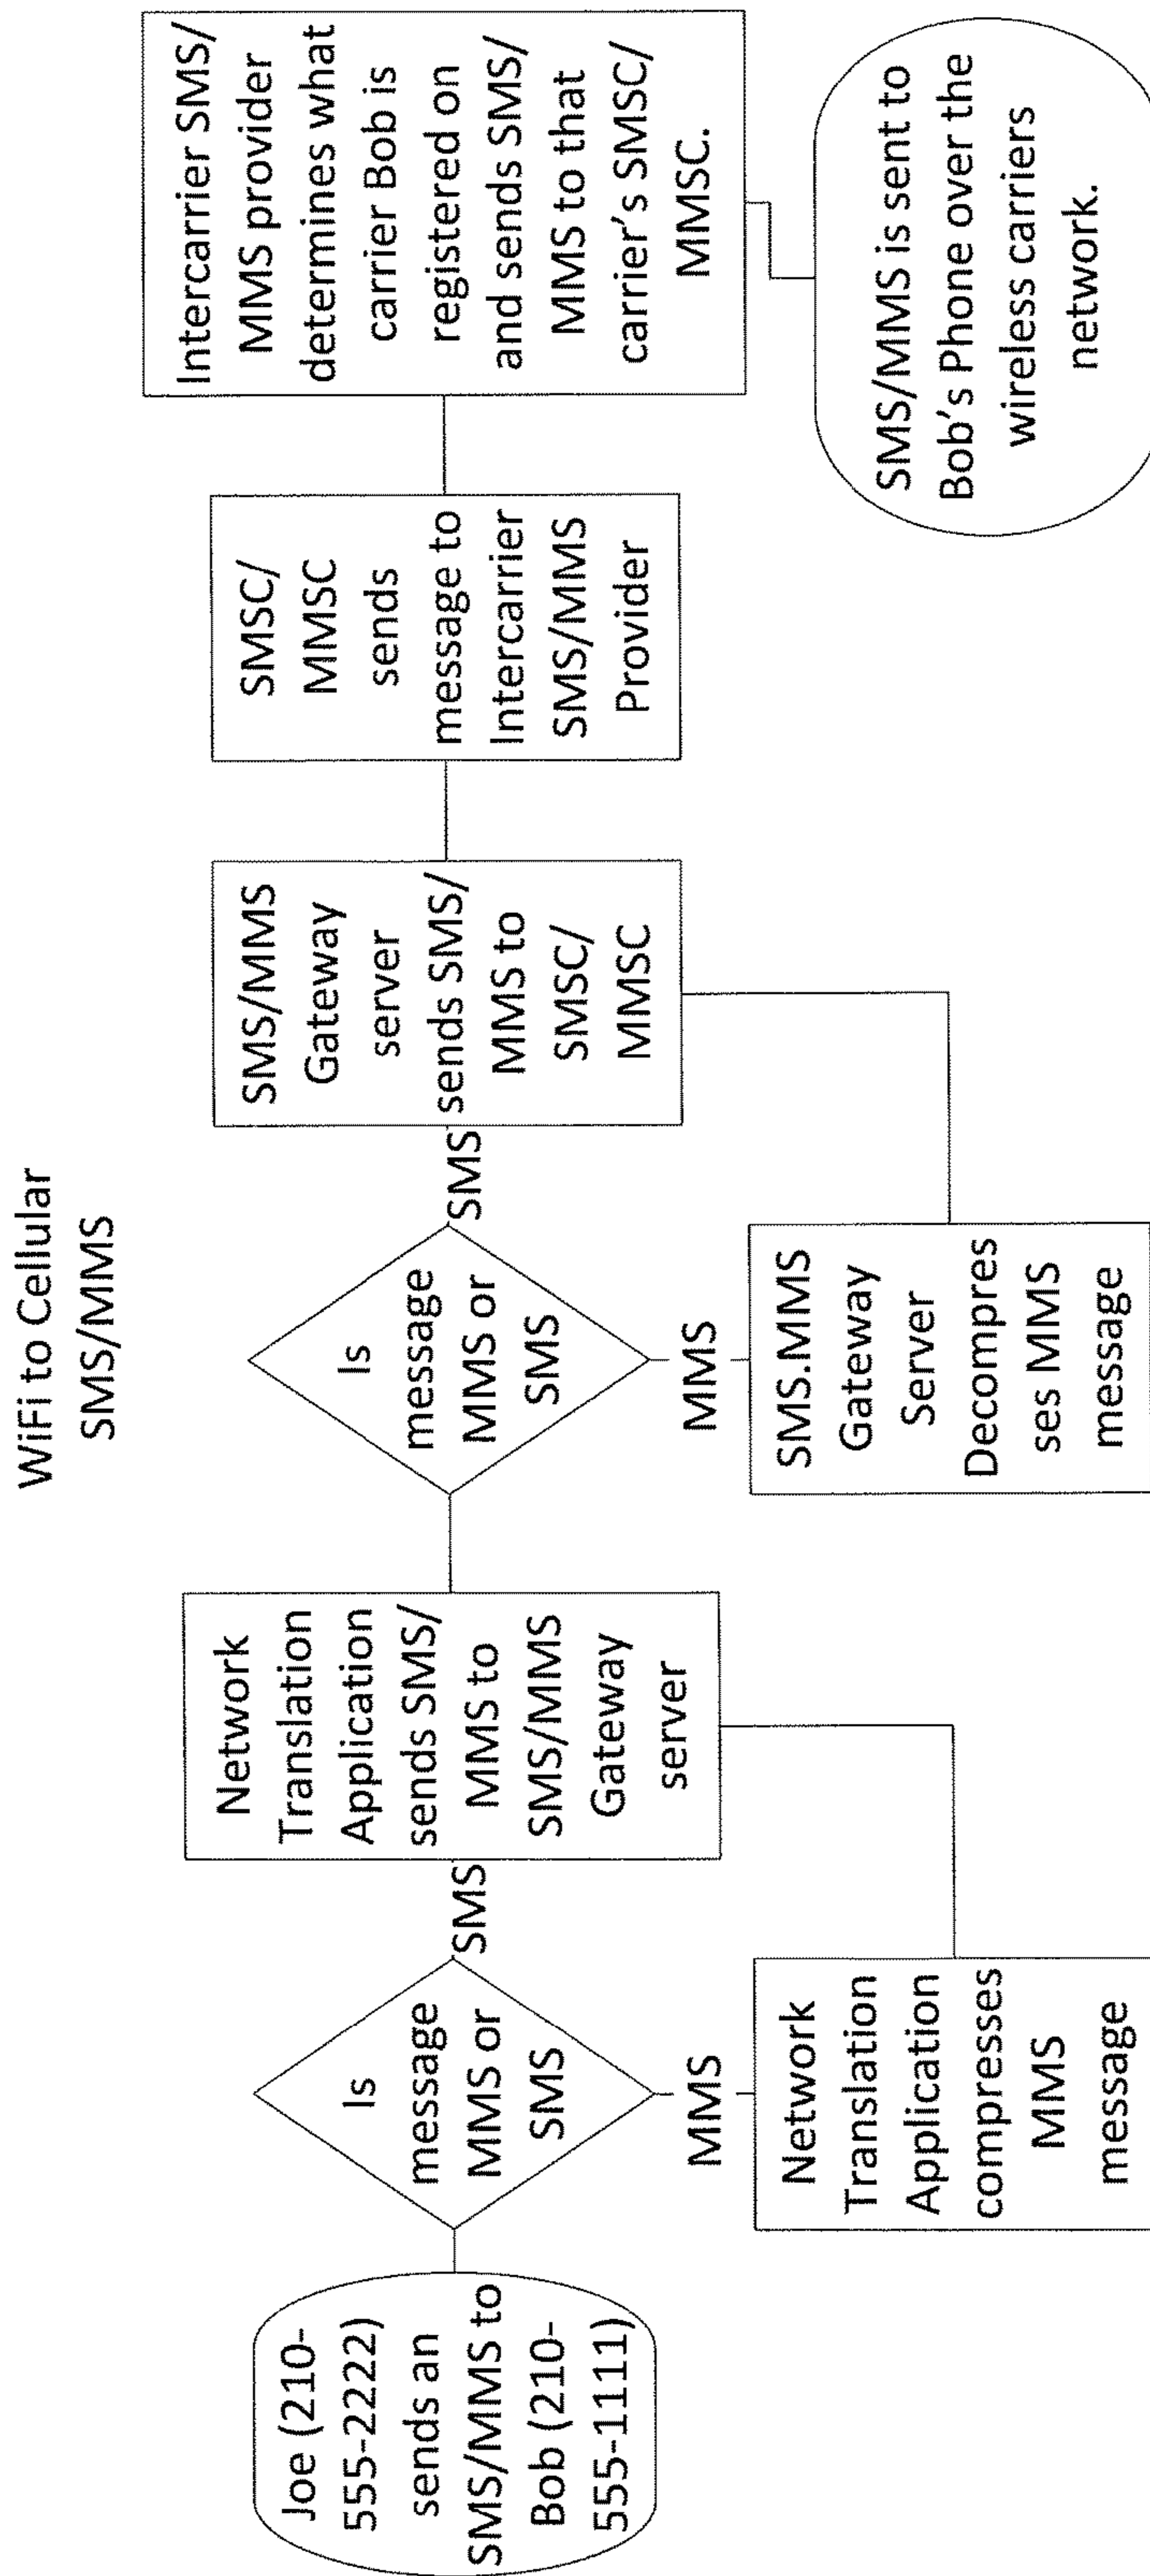 WiFi to Cellular
SMS/MMS
Joe (210-
555-2222)
sends an
SMS/MMS to
Bob (210-
555-1111)
Is
message
MMS or
SMS
SMS
MMS
Network
Translation
Application
compresses
MMS
message
Network
Translation
Application
sends SMS/
MMS to
SMS/MMS
Gateway
server
Is
message
MMS or
SMS
SMS
MMS
SMS.MMS
Gateway
Server
Decompres
ses MMS
message
SMS/MMS
Gateway
server
sends SMS/
MMS to
SMSC/
MMSC
SMSC/
MMSC
sends
message to
Intercarrier
SMS/MMS
Provider
Intercarrier SMS/
MMS provider
determines what
carrier Bob is
registered on
and sends SMS/
MMS to that
carrier's SMSC/
MMSC.
SMS/MMS is sent to
Bob's Phone over the
wireless carriers
network.